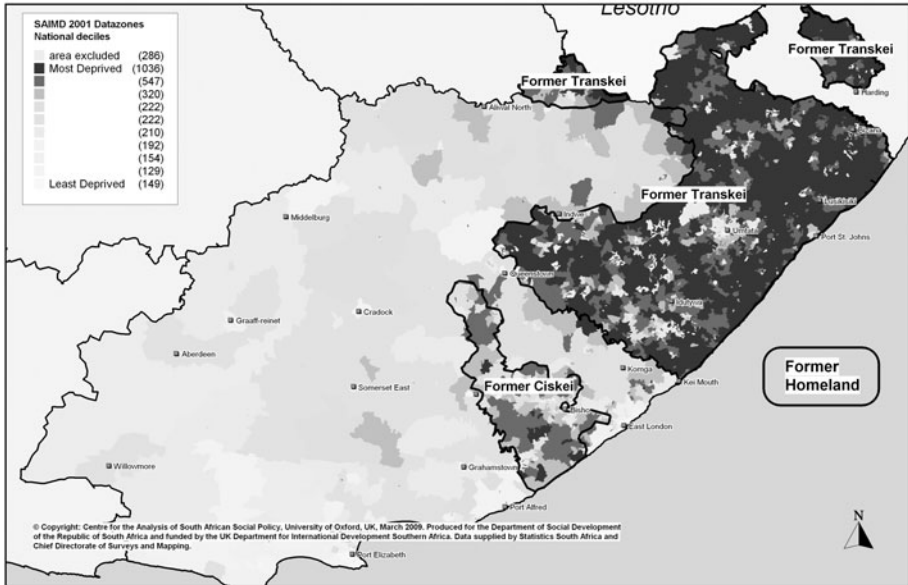 Lesotho
SAIMD 2001 Datazones
National deciles
area excluded (286)
Most Deprived (1036)
(547)
(320)
(222)
(222)
(210)
(192)
(154)
(129)
Least Deprived (149)
Former Transkei
Former Transkei
Harding
Aliwal North
Bizana
Former Transkei
Lusikisiki
Middelburg
Indwe
Umtata
Port St. Johns
Queenstown
Idutywa
Cradock
Graaff-reinet
Aberdeen
Komga
Former
Homeland
Kei Mouth
Somerset East
Former Ciskei
Bisho
East London
Willowmore
Grahamstown
Port Alfred
© Copyright: Centre for the Analysis of South African Social Policy, University of Oxford, UK, March 2009. Produced for the Department of Social Development
of the Republic of South Africa and funded by the UK Department for International Development Southern Africa. Data supplied by Statistics South Africa and
Chief Directorate of Surveys and Mapping.
Port Elizabeth
N